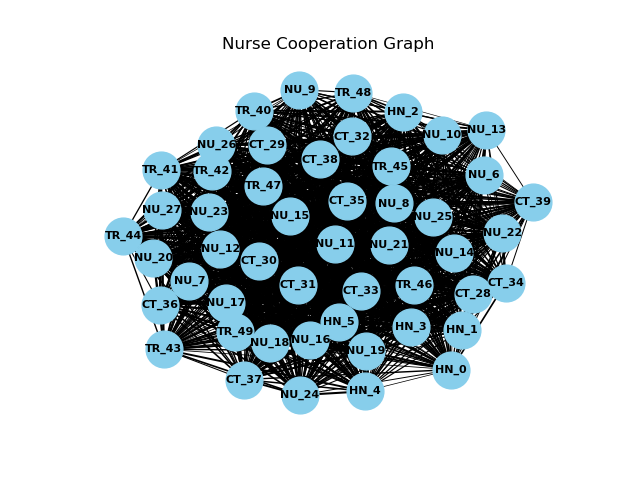 Nurse Cooperation Graph
NU_9
TR_48
TR_40
HN_2
NU_13
NU_10
CT_32
NU_26
CT_29
CT_38
TR_45
TR_41
TR_42
NU_6
TR_47
CT_35
CT_39
NU_8
NU_27
NU_23
NU_15
NU_25
NU_22
TR_44
NU_11
NU_21
NU_12
NU_14
NU_20
CT_30
NU_7
CT_31
TR_46
CT_34
CT_33
CT_28
CT_36
NU_17
HN_5
HN_3
HN_1
TR_49
NU_18
NU_16
TR_43
NU_19
HN_0
CT_37
HN_4
NU_24